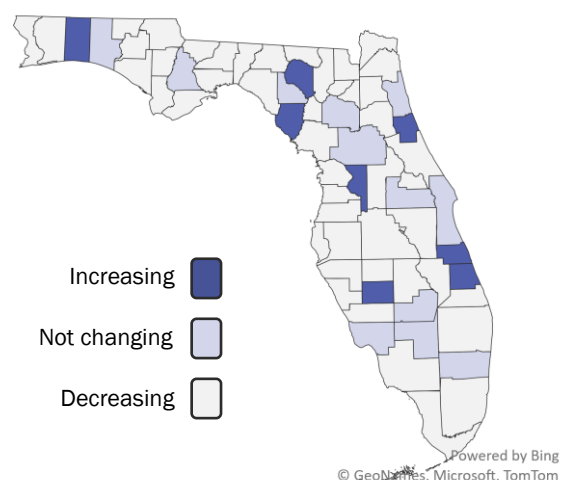 Increasing
Not changing
Decreasing
Powered by Bing
© GeoNames, Microsoft, TomTom